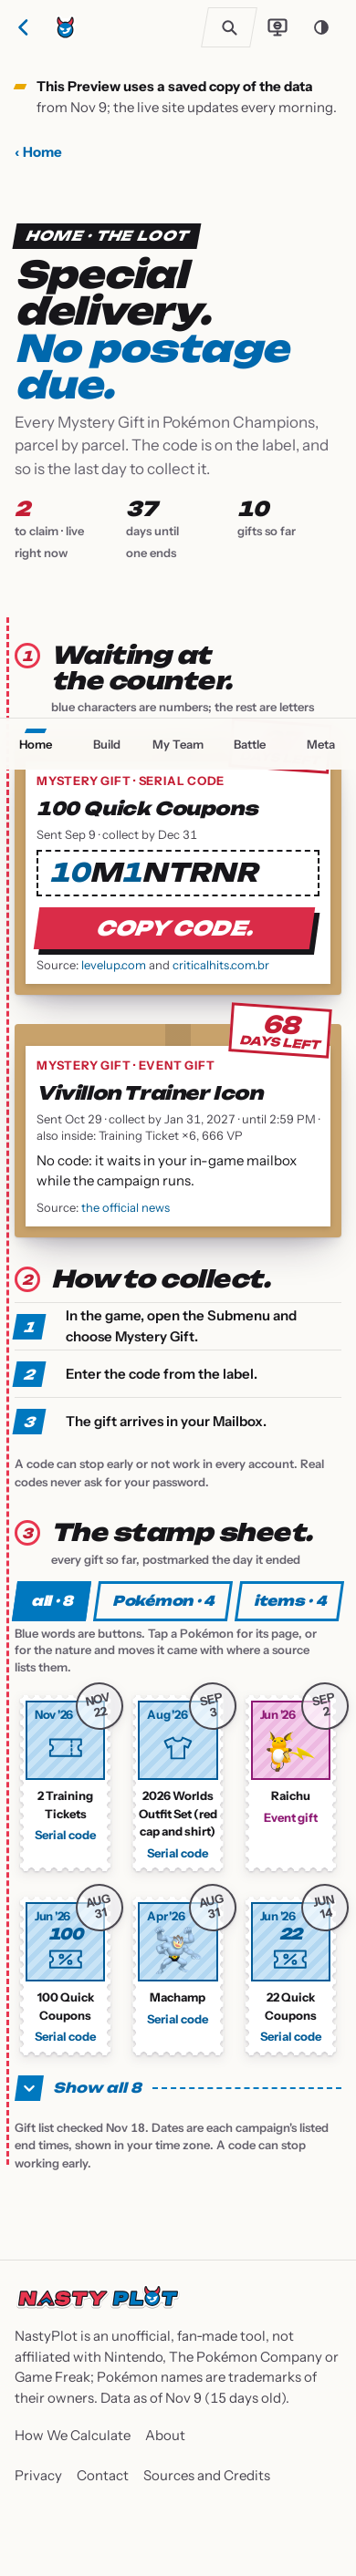 This Preview uses a saved copy of the data
from Nov 9; the live site updates every morning.
‹ Home
HOME · THE LOOT
Special
delivery.
No postage
due.
Every Mystery Gift in Pokémon Champions,
parcel by parcel. The code is on the label, and
so is the last day to collect it.
2
to claim · live
right now
37
days until
one ends
10
gifts so far
1 Waiting at
the counter.
blue characters are numbers; the rest are letters
Home Build My Team Battle Meta
MYSTERY GIFT · SERIAL CODE
100 Quick Coupons
Sent Sep 9 · collect by Dec 31
10M1NTRNR
COPY CODE.
Source: levelup.com and criticalhits.com.br
68
DAYS LEFT
MYSTERY GIFT · EVENT GIFT
Vivillon Trainer Icon
Sent Oct 29 · collect by Jan 31, 2027 · until 2:59 PM ·
also inside: Training Ticket ×6, 666 VP
No code: it waits in your in-game mailbox
while the campaign runs.
Source: the official news
2 How to collect.
1 In the game, open the Submenu and
choose Mystery Gift.
2 Enter the code from the label.
3 The gift arrives in your Mailbox.
A code can stop early or not work in every account. Real
codes never ask for your password.
3 The stamp sheet.
every gift so far, postmarked the day it ended
all · 8 Pokémon · 4 items · 4
Blue words are buttons. Tap a Pokémon for its page, or
for the nature and moves it came with where a source
lists them.
Nov '26
NOV
22
2 Training
Tickets
Serial code
Aug '26
SEP
3
2026 Worlds
Outfit Set (red
cap and shirt)
Serial code
Jun '26
SEP
2
Raichu
Event gift
Jun '26
AUG
31
100
100 Quick
Coupons
Serial code
Apr '26
AUG
31
Machamp
Serial code
Jun '26
JUN
14
22
22 Quick
Coupons
Serial code
Show all 8
Gift list checked Nov 18. Dates are each campaign's listed
end times, shown in your time zone. A code can stop
working early.
NASTY PLOT
NastyPlot is an unofficial, fan-made tool, not
affiliated with Nintendo, The Pokémon Company or
Game Freak; Pokémon names are trademarks of
their owners. Data as of Nov 9 (15 days old).
How We Calculate About
Privacy Contact Sources and Credits